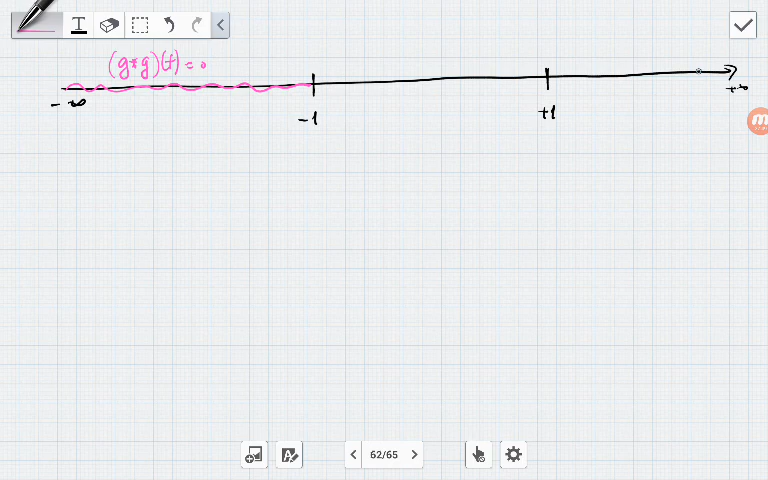 T
(g*g)(t) = 0
-∞
-1
+1
+∞
62/65